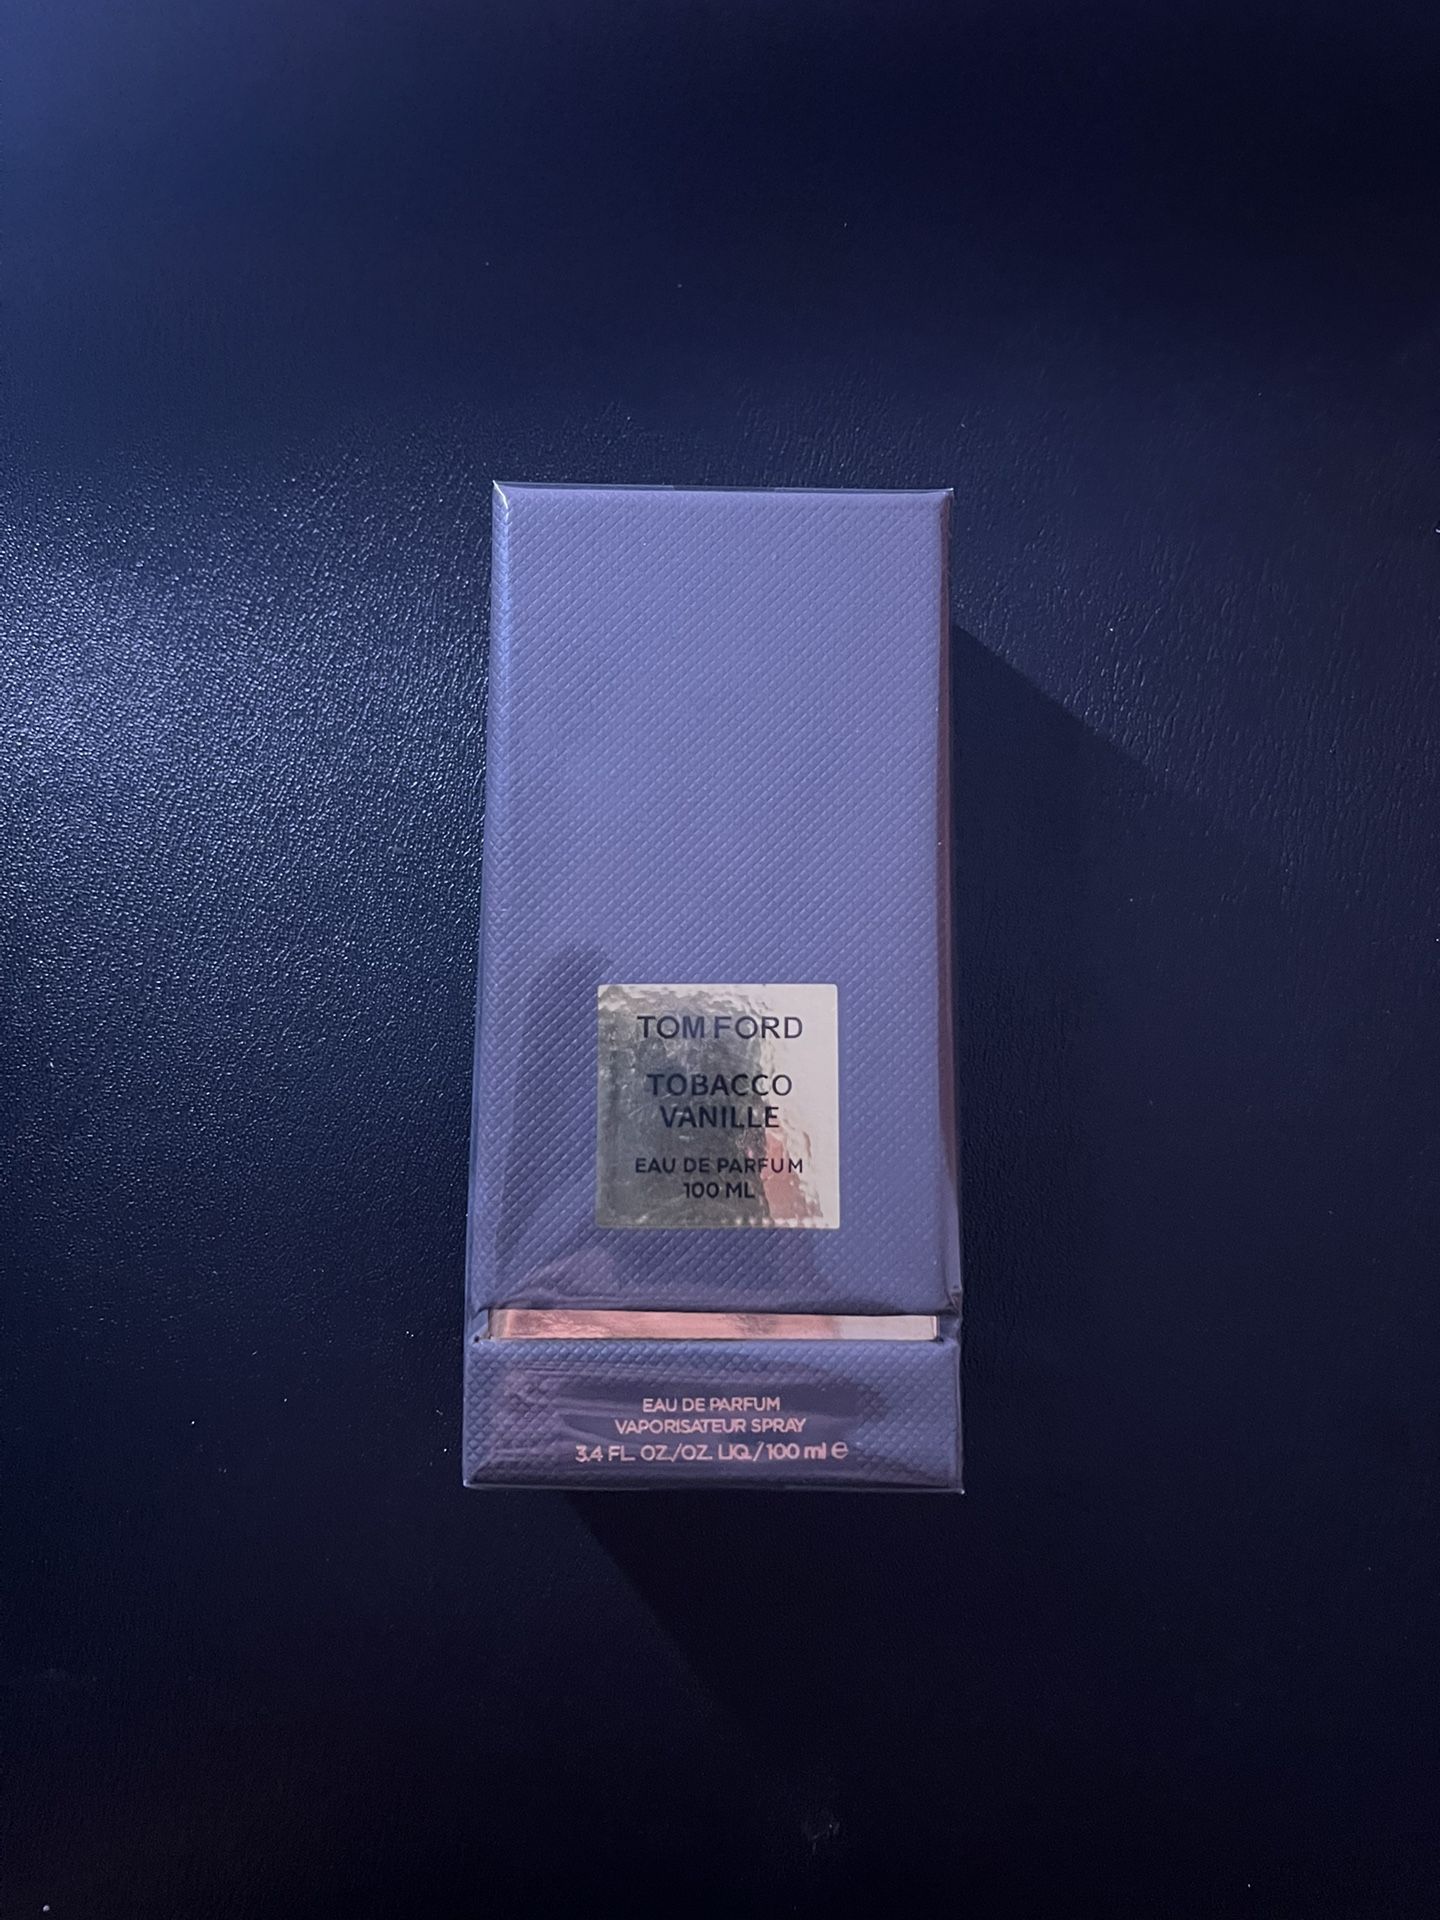 TOM FORD
TOBACCO
VANILLE
EAU DE PARFUM
100 ML
EAU DE PARFUM
VAPORISATEUR SPRAY
3.4 FL. OZ./OZ. LIQ./100 ml ℮